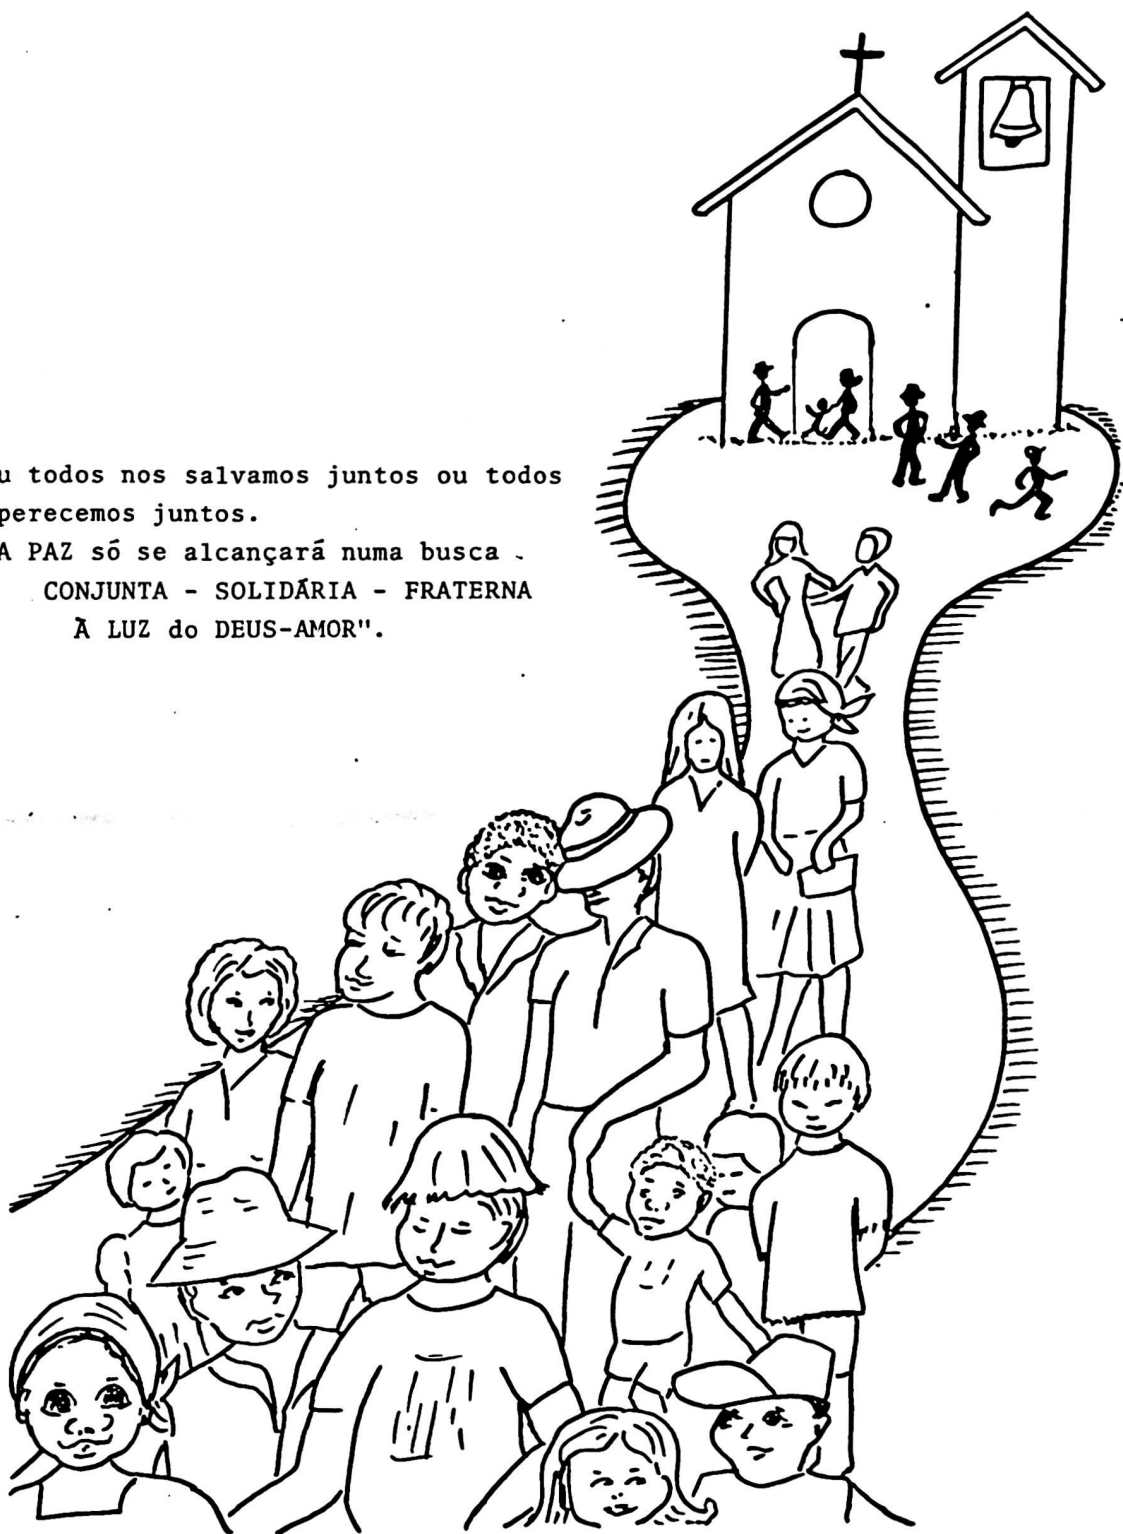 u todos nos salvamos juntos ou todos
perecemos juntos.
A PAZ só se alcançará numa busca
CONJUNTA - SOLIDÁRIA - FRATERNA
À LUZ do DEUS-AMOR".